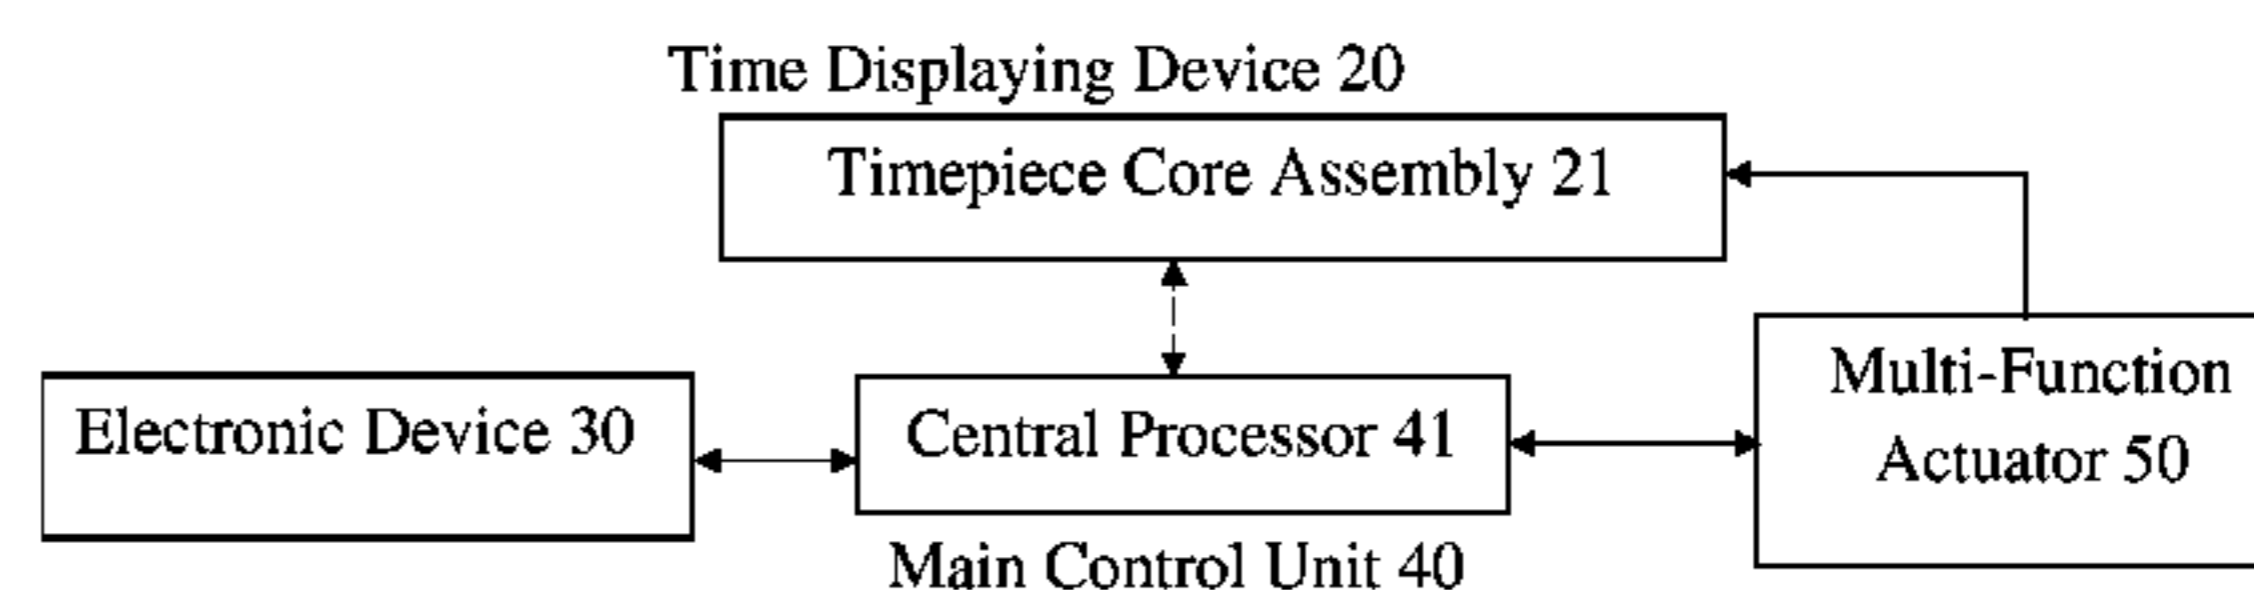 Time Displaying Device 20
Timepiece Core Assembly 21
Multi-Function
Actuator 50
Electronic Device 30
Central Processor 41
Main Control Unit 40